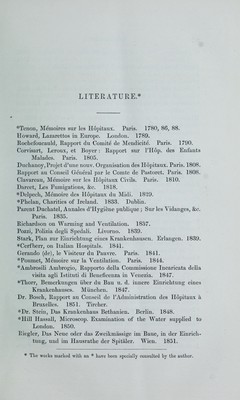 LITERATURE.*
*Tenon, Mémoires sur les Hôpitaux. Paris. 1780, 86, 88.
Howard, Lazarettos in Europe. London. 1789.
Rochefoucauld, Rapport du Comité de Mendicité. Paris. 1790.
Corvisart, Leroux, et Boyer: Rapport sur l'Hôp. des Enfants
Malades. Paris. 1805.
Duchanoy, Projet d'une nouv. Organisation des Hôpitaux. Paris. 1808.
Rapport au Conseil Général par le Comte de Pastoret. Paris. 1806.
Clavareau, Mémoire sur les Hôpitaux Civils. Paris. 1810.
Darcet, Les Fumigations, &c. 1818.
*Delpech, Mémoire des Hôpitaux du Midi. 1819.
*Phelan, Charities of Ireland. 1833. Dublin.
Parent Duchatel, Annales d'Hygiène publique; Sur les Vidanges, &c.
Paris. 1835.
Richardson on Warming and Ventilation. 1837.
Pozzi, Polizia degli Spedali. Livorno. 1839.
Stark, Plan zur Einrichtung eines Krankenhauses. Erlangen. 1839.
*Cerfberr, on Italian Hospitals. 1841.
Gerando (de), le Visiteur du Pauvre. Paris. 1841.
*Poumet, Mémoire sur la Ventilation. Paris. 1844.
*Ambrosili Ambrogio, Rapporto della Commissione Incaricata della
visita agli Istituti di Beneficenza in Venezia. 1847.
*Thorr, Bemerkungen über du Bau u. d. innere Einrichtung eines
Krankenhauses. München. 1847.
Dr. Bosch, Rapport au Conseil de l'Administration des Hôpitaux à
Bruxelles. 1851. Tircher.
*Dr. Stein, Das Krankenhaus Bethanien. Berlin. 1848.
*Hill Hassall, Microscop. Examination of the Water supplied to
London. 1850.
Riegler, Das Neue oder das Zweikmässige im Baue, in der Einrich-
tung, und im Hausrathe der Spitäler. Wien. 1851.
* The works marked with an * have been specially consulted by the author.